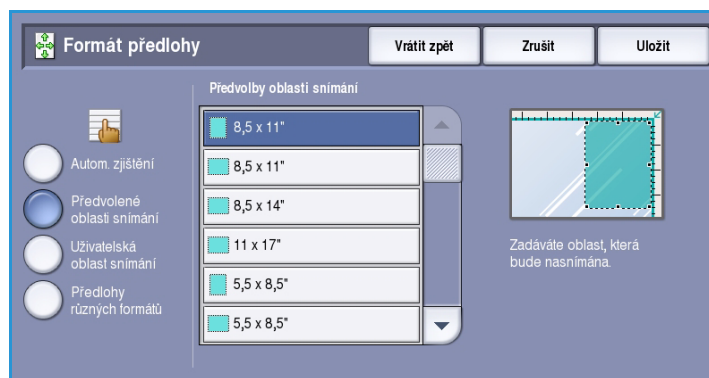 Formát předlohy
Vrátit zpět
Zrušit
Uložit
Předvolby oblasti snímání
Autom. zjištění
Předvolené
oblasti snímání
Uživatelská
oblast snímání
Předlohy
různých formátů
8,5 x 11"
8,5 x 11"
8,5 x 14"
11 x 17"
5,5 x 8,5"
5,5 x 8,5"
Zadáváte oblast, která
bude nasnímána.